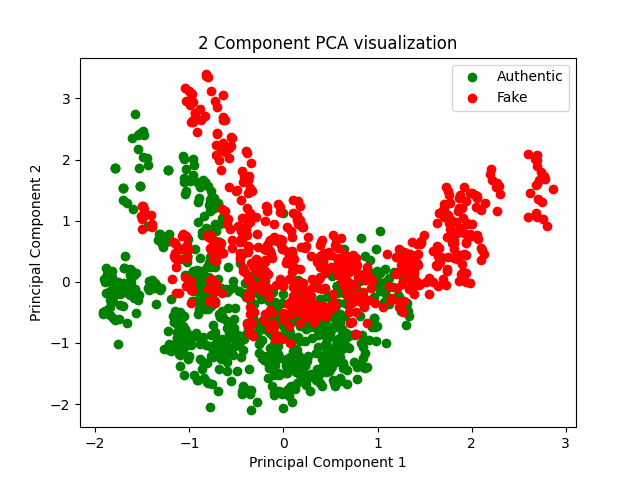 2 Component PCA visualization
Authentic
Fake
Principal Component 2
3
2
1
0
−1
−2
−2
−1
0
1
2
3
Principal Component 1